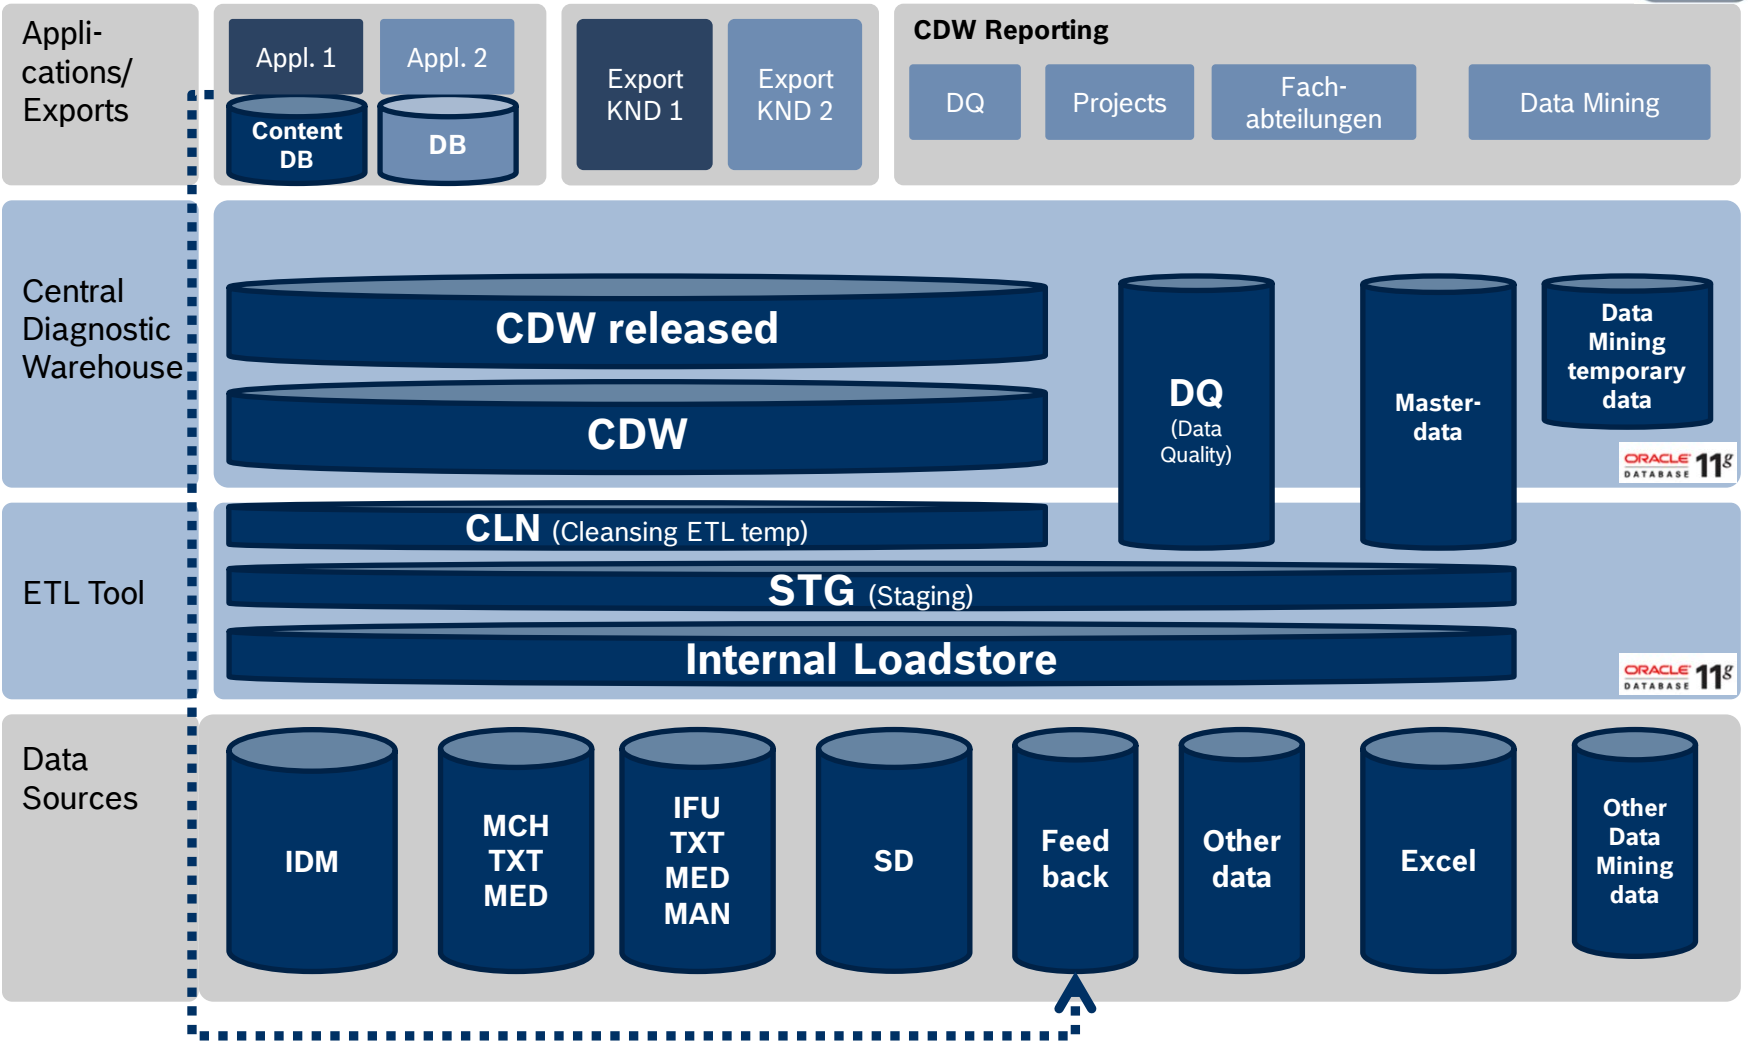 Appli-
cations/
Exports
Appl. 1
Appl. 2
Content
DB
DB
Export
KND 1
Export
KND 2
CDW Reporting
DQ
Projects
Fach-
abteilungen
Data Mining
Central
Diagnostic
Warehouse
CDW released
CDW
DQ
(Data
Quality)
Master-
data
Data
Mining
temporary
data
ORACLE 11g
DATABASE
ETL Tool
CLN (Cleansing ETL temp)
STG (Staging)
Internal Loadstore
ORACLE 11g
DATABASE
Data
Sources
IDM
MCH
TXT
MED
IFU
TXT
MED
MAN
SD
Feed
back
Other
data
Excel
Other
Data
Mining
data